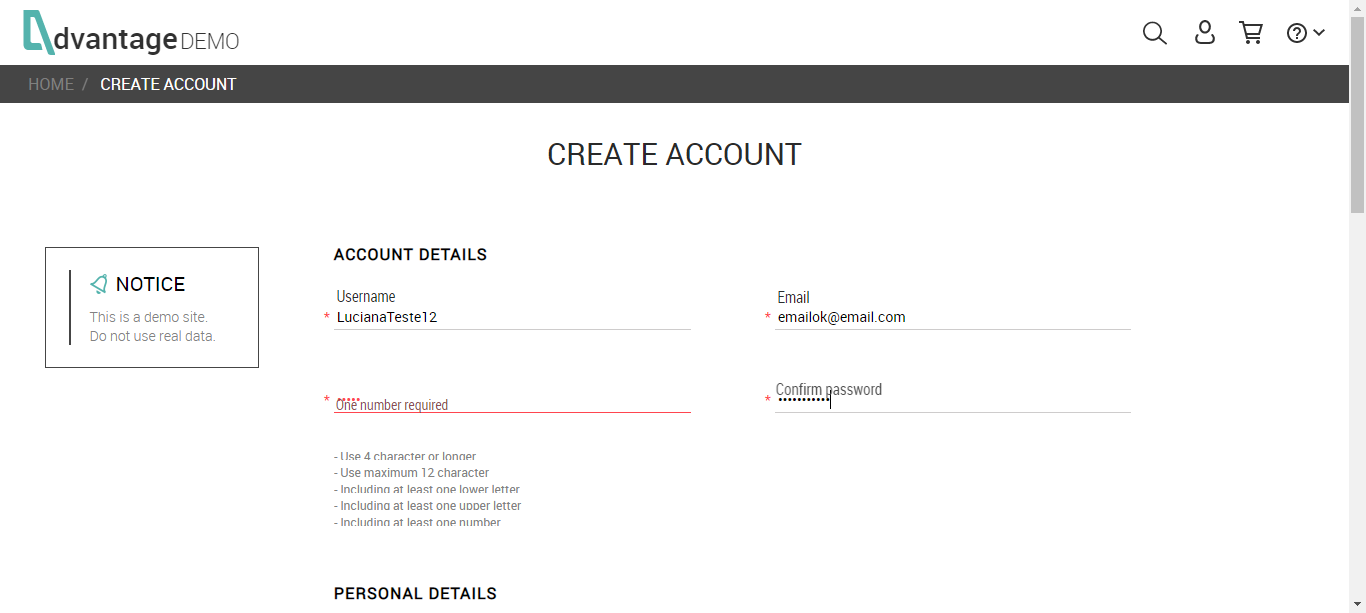 dvantage DEMO
HOME / CREATE ACCOUNT
CREATE ACCOUNT
NOTICE
This is a demo site.
Do not use real data.
ACCOUNT DETAILS
Username
* LucianaTeste12
Email
* emailok@email.com
* •••••
One number required
Confirm password
* •••••••••••
- Use 4 character or longer
- Use maximum 12 character
- Including at least one lower letter
- Including at least one upper letter
- Including at least one number
PERSONAL DETAILS